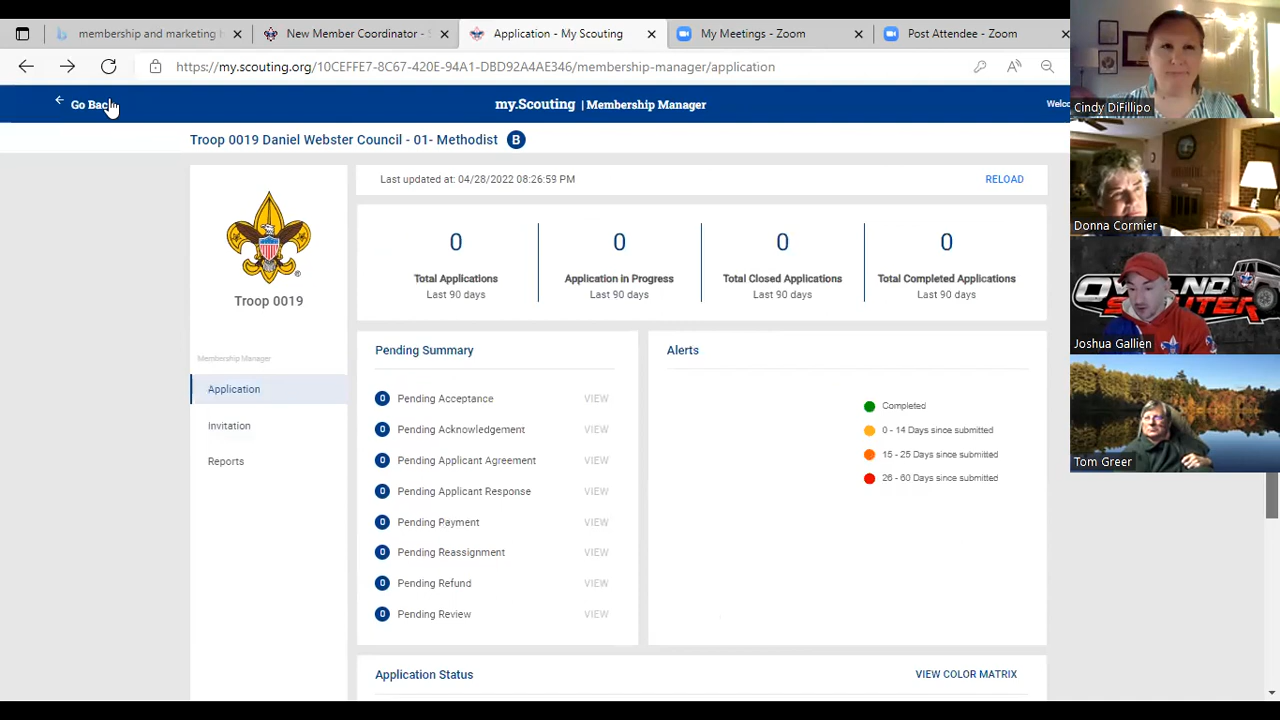 membership and marketing
New Member Coordinator -
Application - My Scouting
My Meetings - Zoom
Post Attendee - Zoom
https://my.scouting.org/10CEFFE7-8C67-420E-94A1-DBD92A4AE346/membership-manager/application
Go Back
my.Scouting | Membership Manager
Welco
Troop 0019 Daniel Webster Council - 01- Methodist B
Last updated at: 04/28/2022 08:26:59 PM
RELOAD
Troop 0019
0
Total Applications
Last 90 days
0
Application in Progress
Last 90 days
0
Total Closed Applications
Last 90 days
0
Total Completed Applications
Last 90 days
Membership Manager
Application
Invitation
Reports
Pending Summary
0 Pending Acceptance VIEW
0 Pending Acknowledgement VIEW
0 Pending Applicant Agreement VIEW
0 Pending Applicant Response VIEW
0 Pending Payment VIEW
0 Pending Reassignment VIEW
0 Pending Refund VIEW
0 Pending Review VIEW
Alerts
Completed
0 - 14 Days since submitted
15 - 25 Days since submitted
26 - 60 Days since submitted
Application Status
VIEW COLOR MATRIX
Cindy DiFillipo
Donna Cormier
Joshua Gallien
Tom Greer